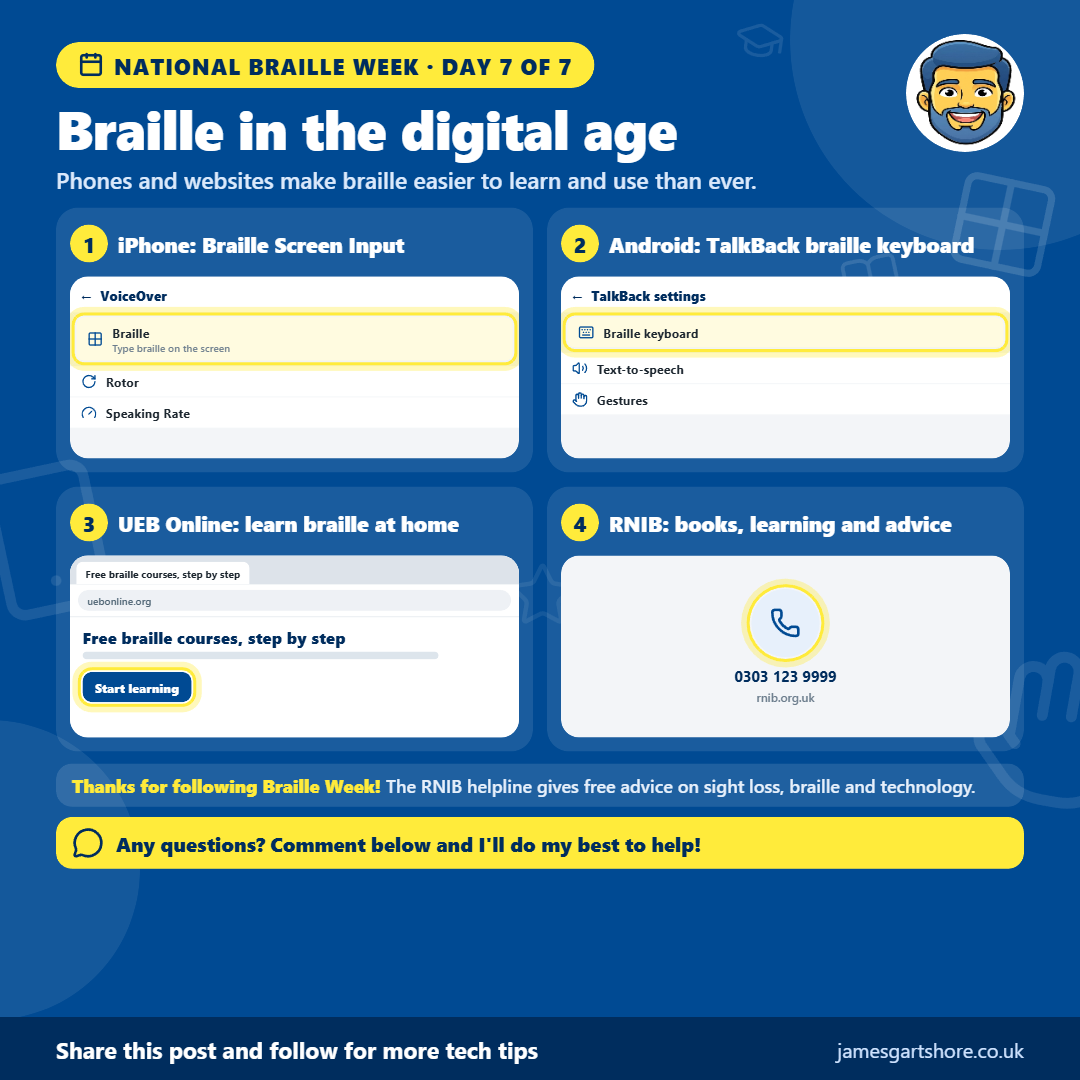 NATIONAL BRAILLE WEEK · DAY 7 OF 7
Braille in the digital age
Phones and websites make braille easier to learn and use than ever.
1 iPhone: Braille Screen Input
← VoiceOver
Braille
Type braille on the screen
Rotor
Speaking Rate
2 Android: TalkBack braille keyboard
← TalkBack settings
Braille keyboard
Text-to-speech
Gestures
3 UEB Online: learn braille at home
Free braille courses, step by step
uebonline.org
Free braille courses, step by step
Start learning
4 RNIB: books, learning and advice
0303 123 9999
rnib.org.uk
Thanks for following Braille Week! The RNIB helpline gives free advice on sight loss, braille and technology.
Any questions? Comment below and I'll do my best to help!
Share this post and follow for more tech tips
jamesgartshore.co.uk